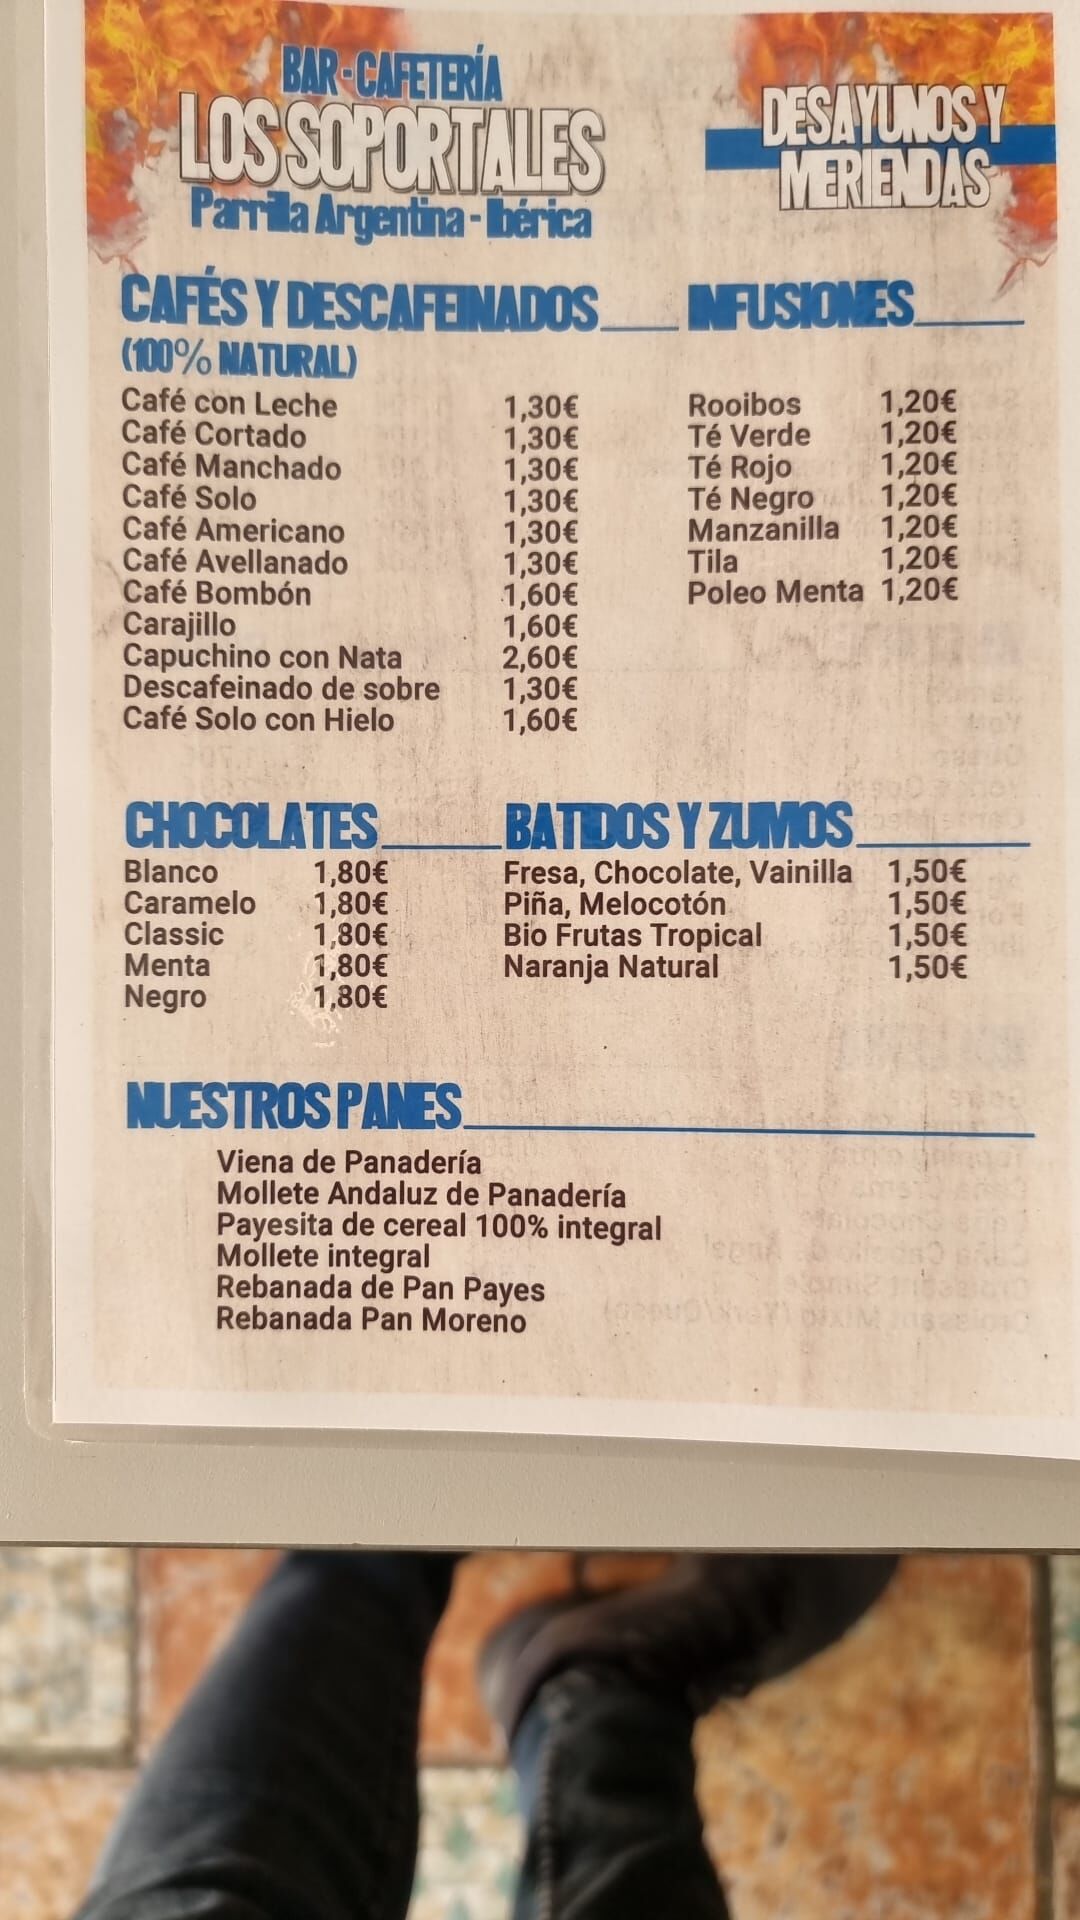 BAR-CAFETERÍA
LOS SOPORTALES
Parrilla Argentina - Ibérica
DESAYUNOS Y
MERIENDAS
CAFÉS Y DESCAFEINADOS
(100% NATURAL)
Café con Leche 1,30€
Café Cortado 1,30€
Café Manchado 1,30€
Café Solo 1,30€
Café Americano 1,30€
Café Avellanado 1,30€
Café Bombón 1,60€
Carajillo 1,60€
Capuchino con Nata 2,60€
Descafeinado de sobre 1,30€
Café Solo con Hielo 1,60€
INFUSIONES
Rooibos 1,20€
Té Verde 1,20€
Té Rojo 1,20€
Té Negro 1,20€
Manzanilla 1,20€
Tila 1,20€
Poleo Menta 1,20€
CHOCOLATES
Blanco 1,80€
Caramelo 1,80€
Classic 1,80€
Menta 1,80€
Negro 1,80€
BATIDOS Y ZUMOS
Fresa, Chocolate, Vainilla 1,50€
Piña, Melocotón 1,50€
Bio Frutas Tropical 1,50€
Naranja Natural 1,50€
NUESTROS PANES
Viena de Panadería
Mollete Andaluz de Panadería
Payesita de cereal 100% integral
Mollete integral
Rebanada de Pan Payes
Rebanada Pan Moreno